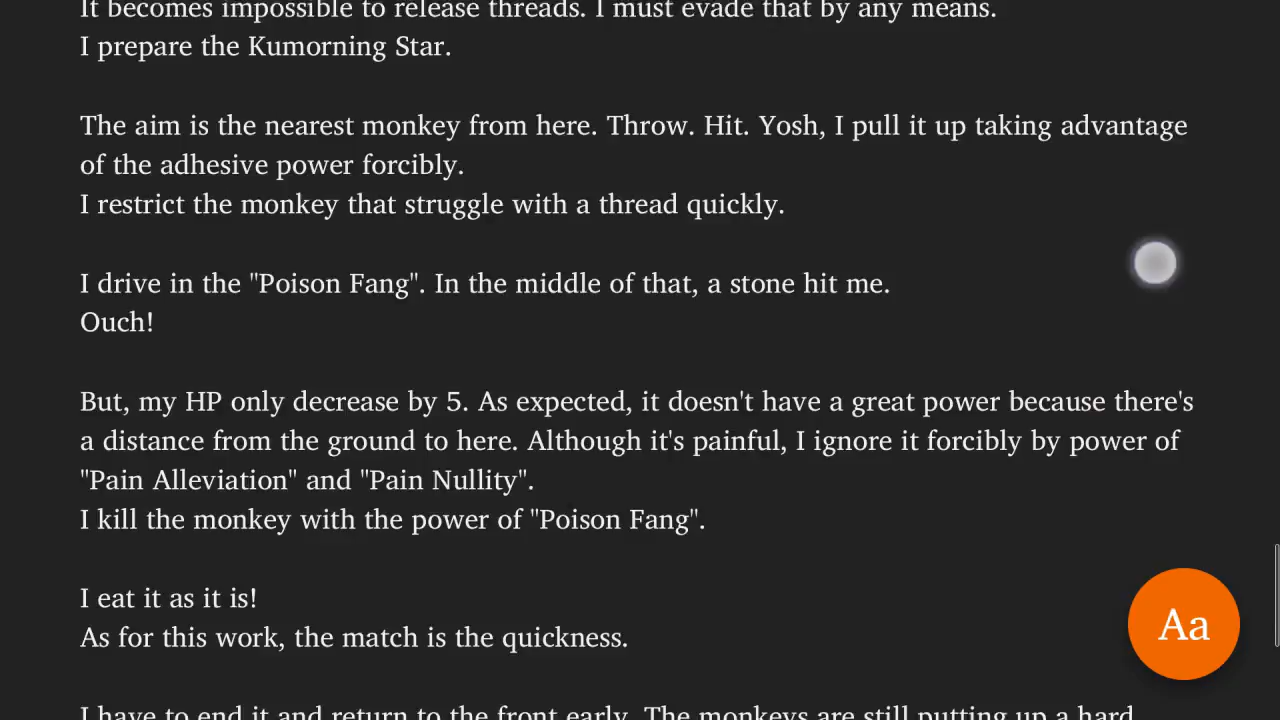 It becomes impossible to release threads. I must evade that by any means.
I prepare the Kumorning Star.
The aim is the nearest monkey from here. Throw. Hit. Yosh, I pull it up taking advantage
of the adhesive power forcibly.
I restrict the monkey that struggle with a thread quickly.
I drive in the "Poison Fang". In the middle of that, a stone hit me.
Ouch!
But, my HP only decrease by 5. As expected, it doesn't have a great power because there's
a distance from the ground to here. Although it's painful, I ignore it forcibly by power of
"Pain Alleviation" and "Pain Nullity".
I kill the monkey with the power of "Poison Fang".
I eat it as it is!
As for this work, the match is the quickness.
Aa
I have to end it and return to the front early. The monkeys are still putting up a hard